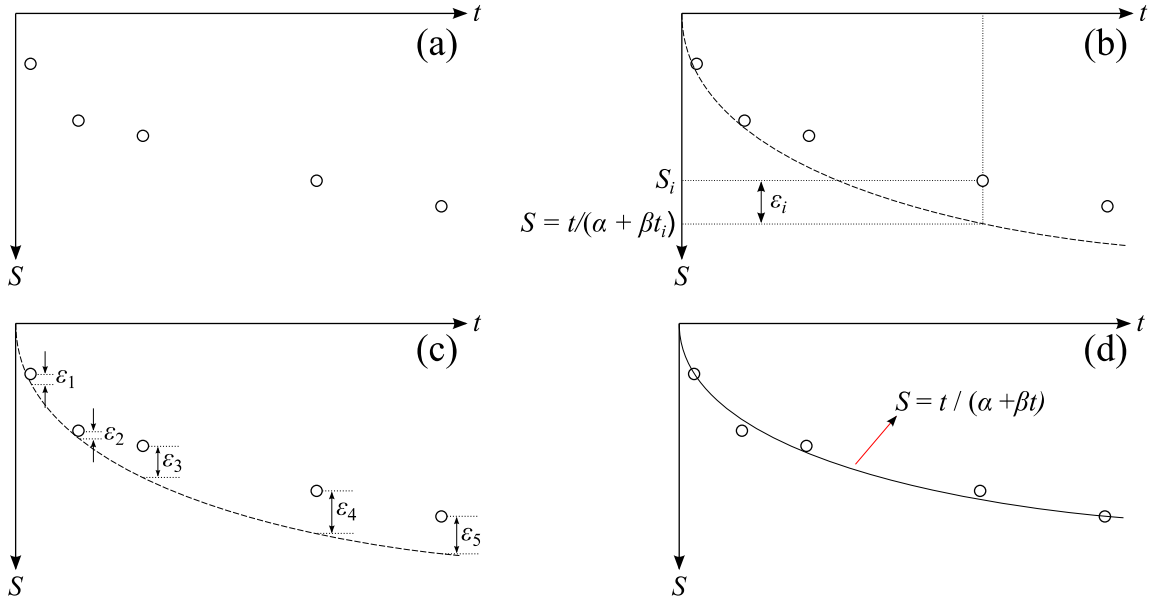 t
(a)
S
t
(b)
S_i
ε_i
S = t/(α + βt_i)
S
t
(c)
ε_1
ε_2
ε_3
ε_4
ε_5
S
t
(d)
S = t / (α +βt)
S